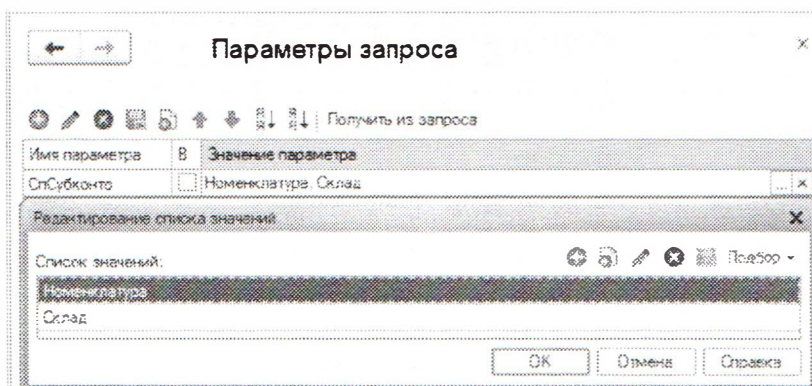 Параметры запроса
Получить из запроса
Имя параметра В Значение параметра
СпСубконто Номенклатура, Склад ...
Редактирование списка значений
Список значений: Подбор
Номенклатура
Склад
ОК Отмена Справка